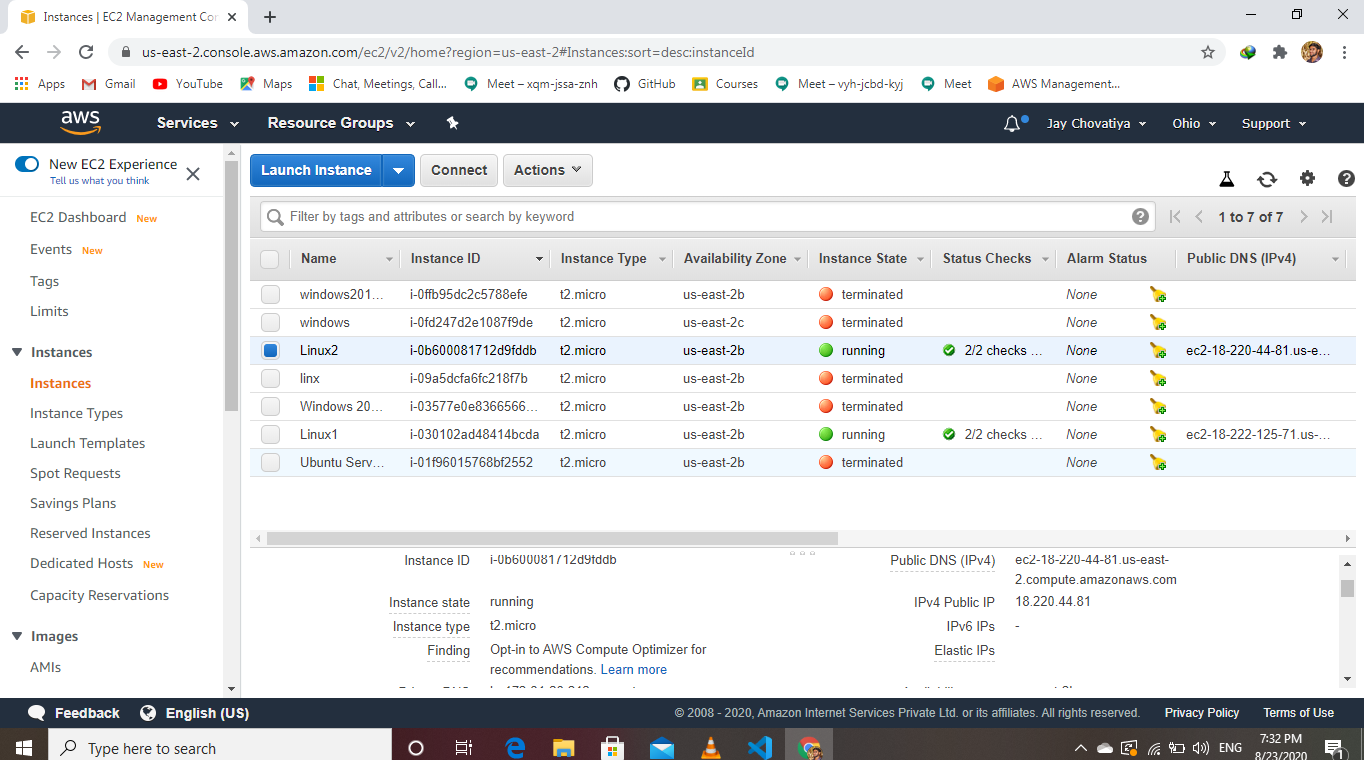 Instances | EC2 Management Con
us-east-2.console.aws.amazon.com/ec2/v2/home?region=us-east-2#Instances:sort=desc:instanceId
Apps Gmail YouTube Maps Chat, Meetings, Call... Meet – xqm-jssa-znh GitHub Courses Meet – vyh-jcbd-kyj Meet AWS Management...
aws Services Resource Groups Jay Chovatiya Ohio Support
New EC2 Experience
Tell us what you think
EC2 Dashboard New
Events New
Tags
Limits
Instances
Instances
Instance Types
Launch Templates
Spot Requests
Savings Plans
Reserved Instances
Dedicated Hosts New
Capacity Reservations
Images
AMIs
Launch Instance Connect Actions
Filter by tags and attributes or search by keyword 1 to 7 of 7
Name Instance ID Instance Type Availability Zone Instance State Status Checks Alarm Status Public DNS (IPv4)
windows201... i-0ffb95dc2c5788efe t2.micro us-east-2b terminated None
windows i-0fd247d2e1087f9de t2.micro us-east-2c terminated None
Linux2 i-0b600081712d9fddb t2.micro us-east-2b running 2/2 checks ... None ec2-18-220-44-81.us-e...
linx i-09a5dcfa6fc218f7b t2.micro us-east-2b terminated None
Windows 20... i-03577e0e8366566... t2.micro us-east-2b terminated None
Linux1 i-030102ad48414bcda t2.micro us-east-2b running 2/2 checks ... None ec2-18-222-125-71.us-...
Ubuntu Serv... i-01f96015768bf2552 t2.micro us-east-2b terminated None
Instance ID i-0b600081712d9fddb Public DNS (IPv4) ec2-18-220-44-81.us-east-
2.compute.amazonaws.com
Instance state running IPv4 Public IP 18.220.44.81
Instance type t2.micro IPv6 IPs -
Finding Opt-in to AWS Compute Optimizer for Elastic IPs
recommendations. Learn more
Feedback English (US) © 2008 - 2020, Amazon Internet Services Private Ltd. or its affiliates. All rights reserved. Privacy Policy Terms of Use
Type here to search ENG 7:32 PM
8/23/2020 1